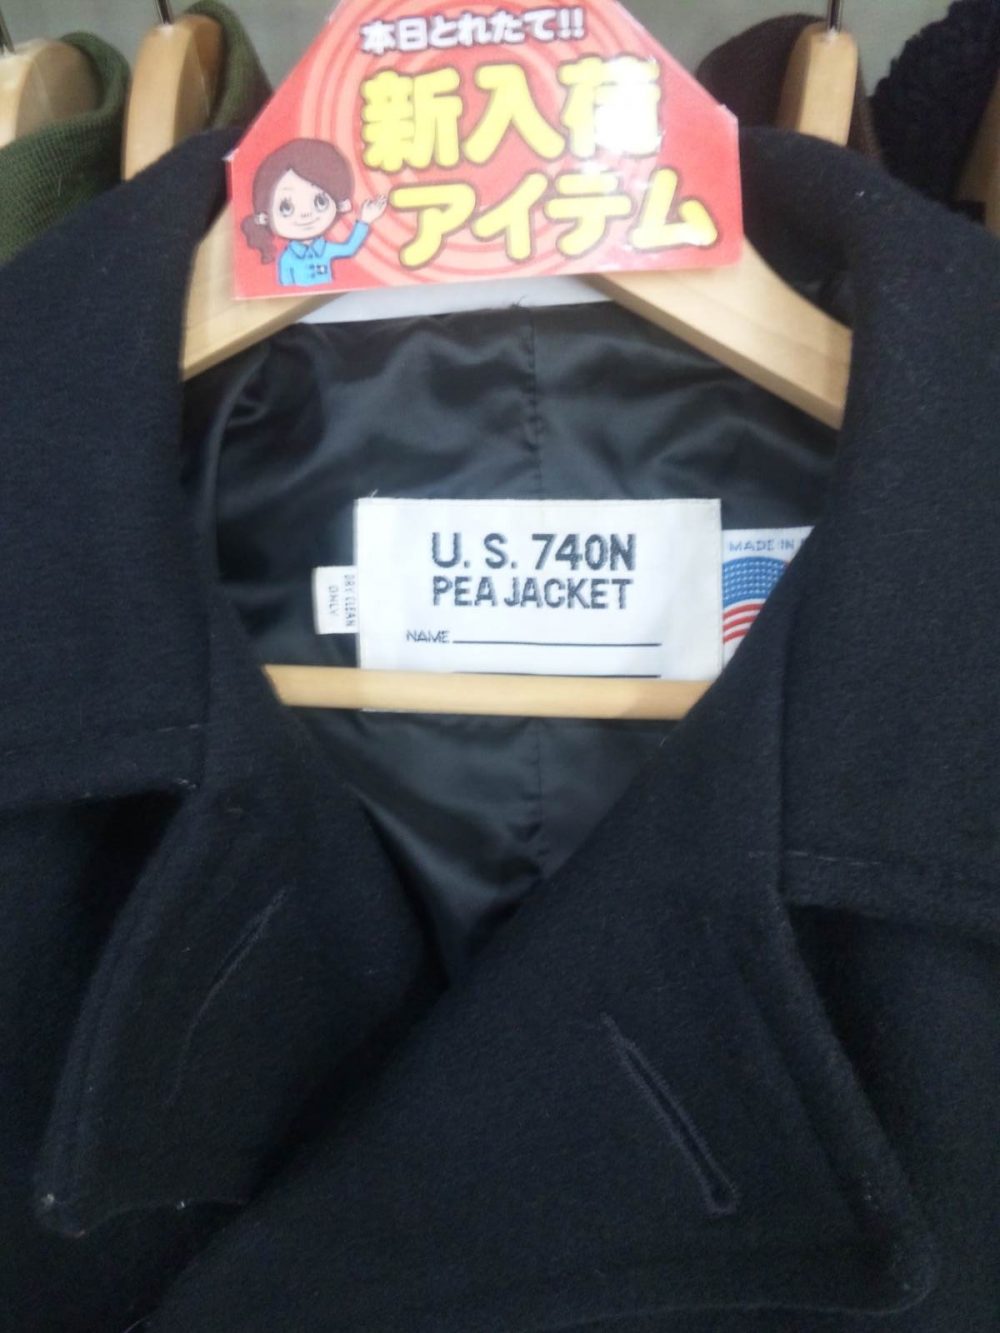 本日とれたて!!
新入荷
アイテム
U. S. 740N
PEA JACKET
NAME
DRY CLEAN
ONLY
MADE IN